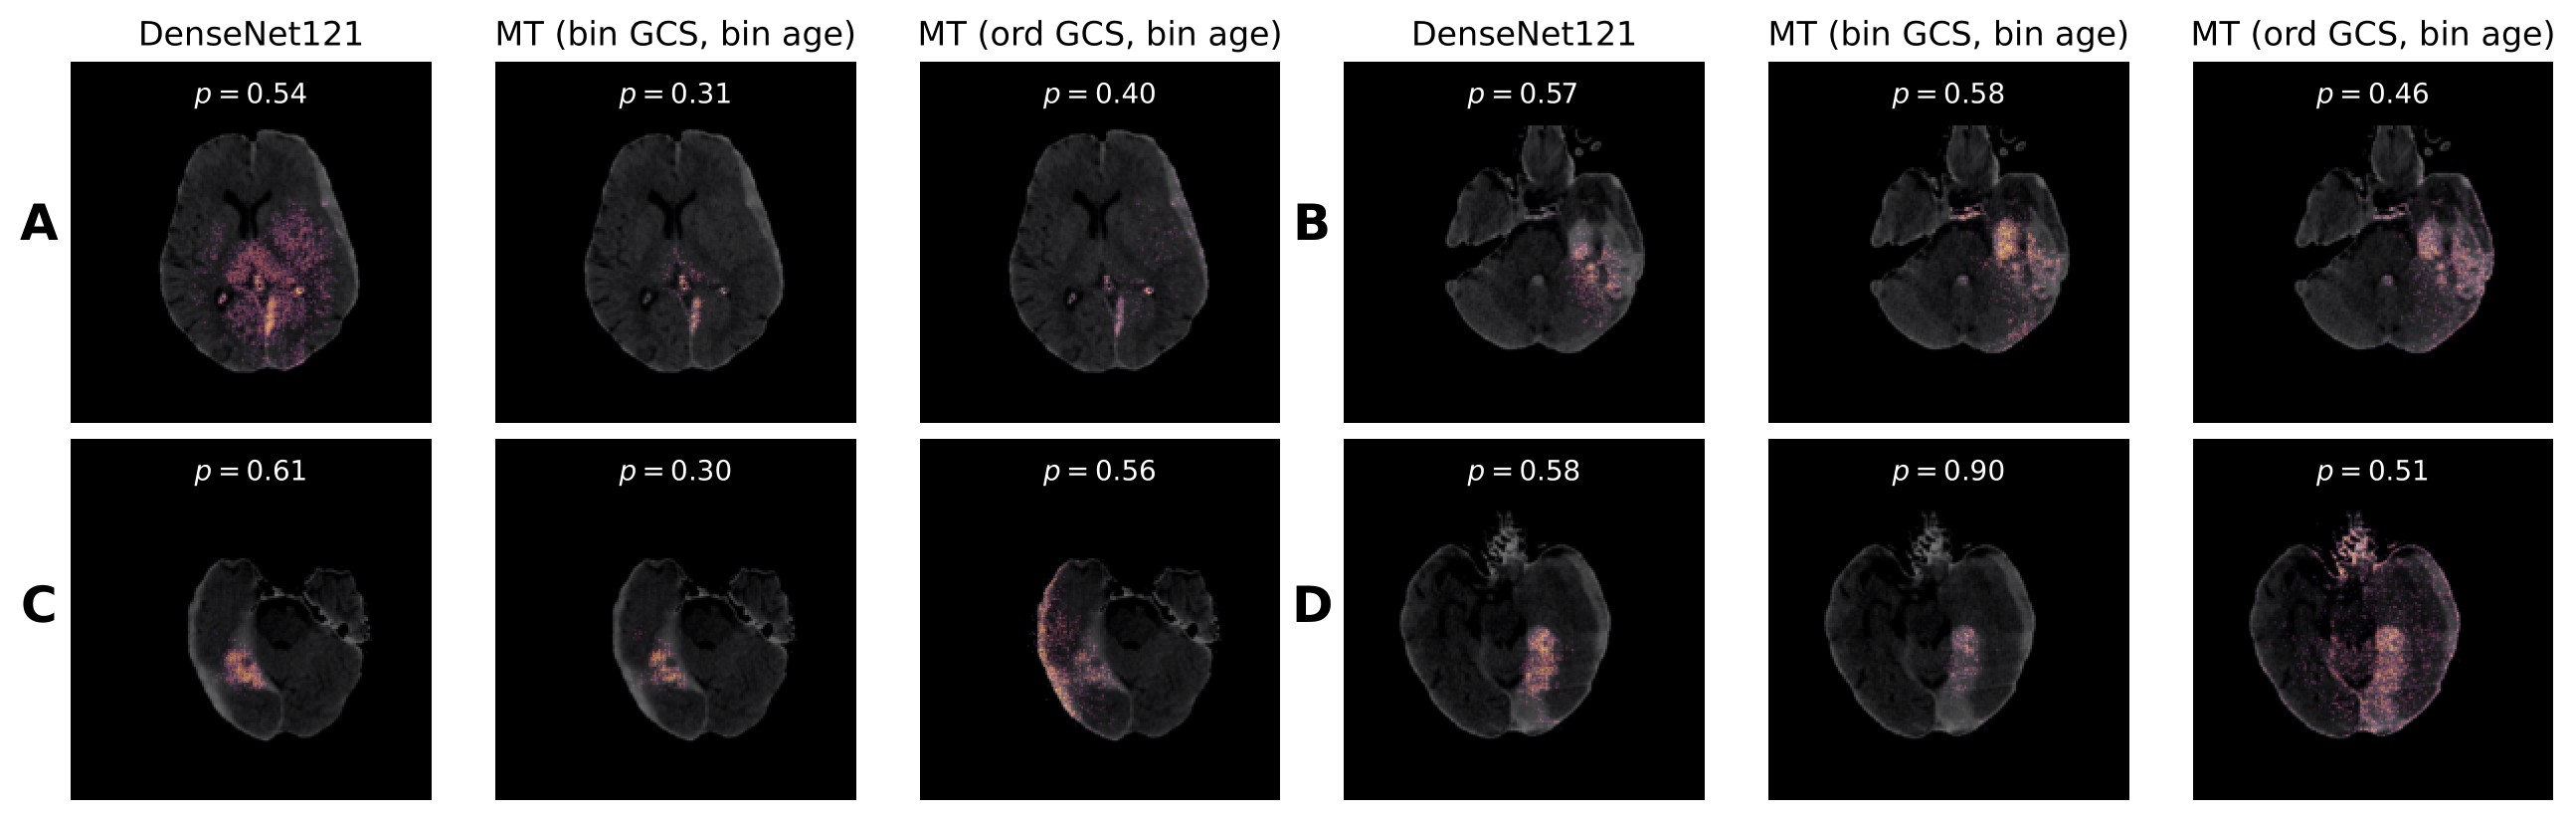 DenseNet121 MT (bin GCS, bin age) MT (ord GCS, bin age) DenseNet121 MT (bin GCS, bin age) MT (ord GCS, bin age)
p = 0.54 p = 0.31 p = 0.40 p = 0.57 p = 0.58 p = 0.46
A B
p = 0.61 p = 0.30 p = 0.56 p = 0.58 p = 0.90 p = 0.51
C D